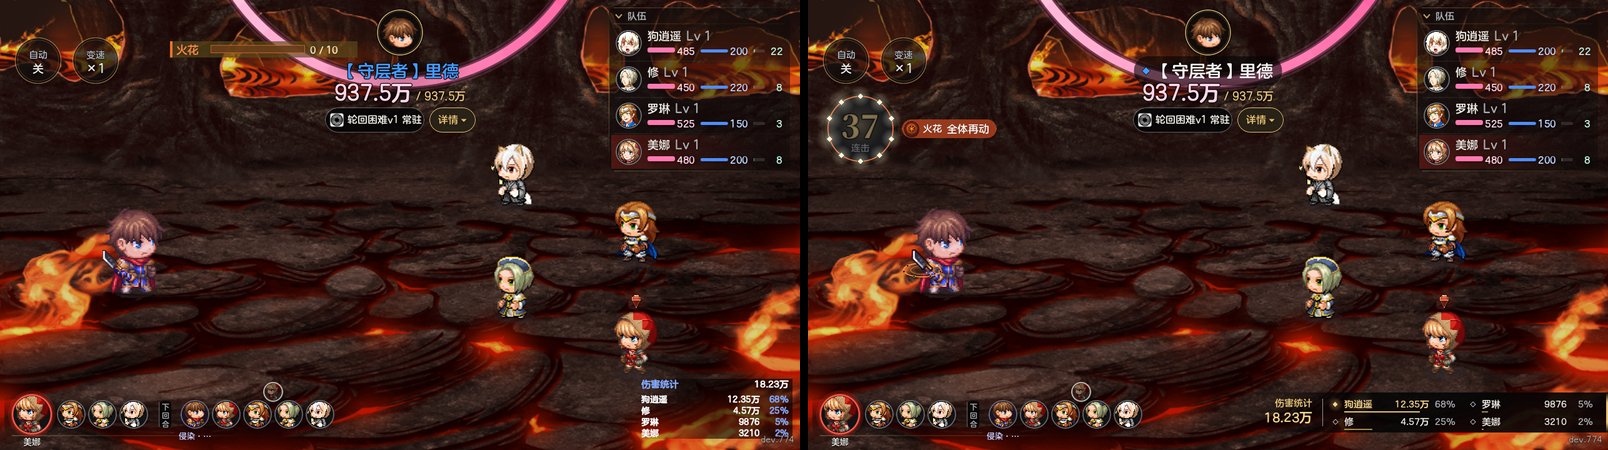 自动
关
变速
×1
火花
0 / 10
【守层者】里德
937.5万 / 937.5万
轮回困难v1 常驻
详情
队伍
狗逍遥 Lv 1
485 200 22
修 Lv 1
450 220 8
罗琳 Lv 1
525 150 3
美娜 Lv 1
480 200 8
美娜
下回合
侵染 · ...
伤害统计 18.23万
狗逍遥 12.35万 68%
修 4.57万 25%
罗琳 9876 5%
美娜 3210 2%
dev.774
自动
关
变速
×1
37
连击
火花 全体再动
【守层者】里德
937.5万 / 937.5万
轮回困难v1 常驻
详情
队伍
狗逍遥 Lv 1
485 200 22
修 Lv 1
450 220 8
罗琳 Lv 1
525 150 3
美娜 Lv 1
480 200 8
美娜
下回合
侵染 · ...
伤害统计
18.23万
狗逍遥 12.35万 68%
罗琳 9876 5%
修 4.57万 25%
美娜 3210 2%
dev.774